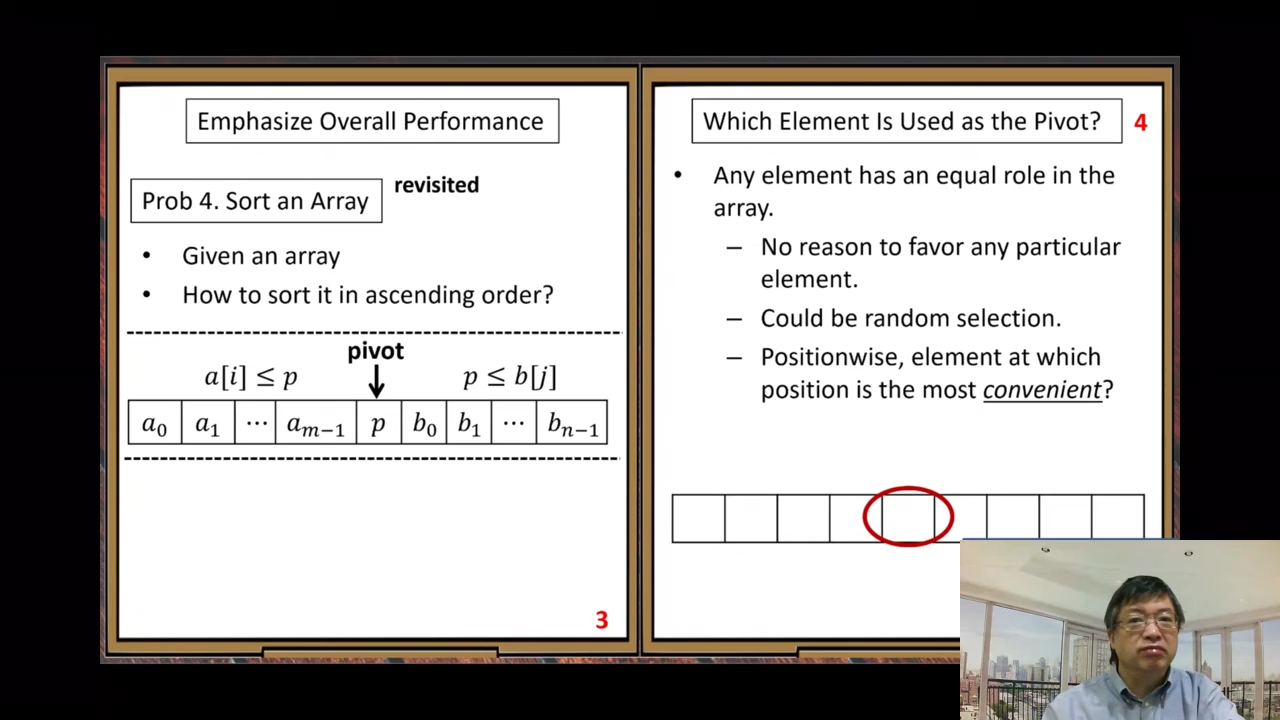 Emphasize Overall Performance
Prob 4. Sort an Array
revisited
• Given an array
• How to sort it in ascending order?
pivot
a[i] ≤ p
p ≤ b[j]
a₀ a₁ ⋯ aₘ₋₁ p b₀ b₁ ⋯ bₙ₋₁
3
Which Element Is Used as the Pivot?
4
• Any element has an equal role in the
array.
– No reason to favor any particular
element.
– Could be random selection.
– Positionwise, element at which
position is the most convenient?